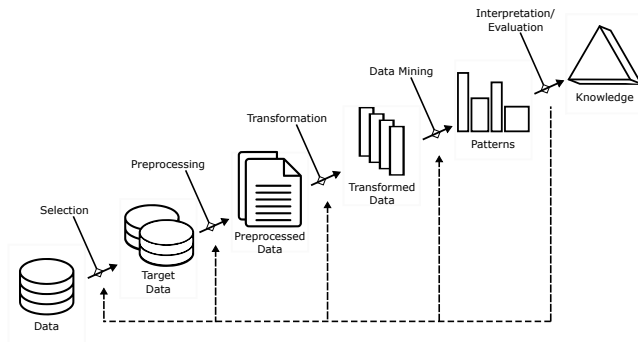 Interpretation/
Evaluation
Knowledge
Data Mining
Patterns
Transformation
Transformed
Data
Preprocessing
Preprocessed
Data
Selection
Target
Data
Data